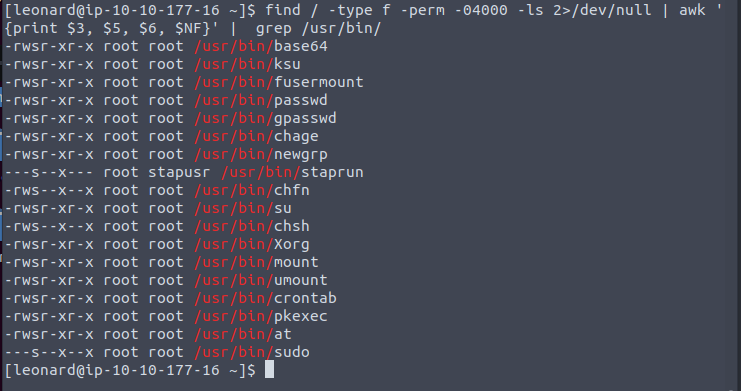 [leonard@ip-10-10-177-16 ~]$ find / -type f -perm -04000 -ls 2>/dev/null | awk '
{print $3, $5, $6, $NF}' |  grep /usr/bin/
-rwsr-xr-x root root /usr/bin/base64
-rwsr-xr-x root root /usr/bin/ksu
-rwsr-xr-x root root /usr/bin/fusermount
-rwsr-xr-x root root /usr/bin/passwd
-rwsr-xr-x root root /usr/bin/gpasswd
-rwsr-xr-x root root /usr/bin/chage
-rwsr-xr-x root root /usr/bin/newgrp
---s--x--- root stapusr /usr/bin/staprun
-rws--x--x root root /usr/bin/chfn
-rwsr-xr-x root root /usr/bin/su
-rws--x--x root root /usr/bin/chsh
-rwsr-xr-x root root /usr/bin/Xorg
-rwsr-xr-x root root /usr/bin/mount
-rwsr-xr-x root root /usr/bin/umount
-rwsr-xr-x root root /usr/bin/crontab
-rwsr-xr-x root root /usr/bin/pkexec
-rwsr-xr-x root root /usr/bin/at
---s--x--x root root /usr/bin/sudo
[leonard@ip-10-10-177-16 ~]$